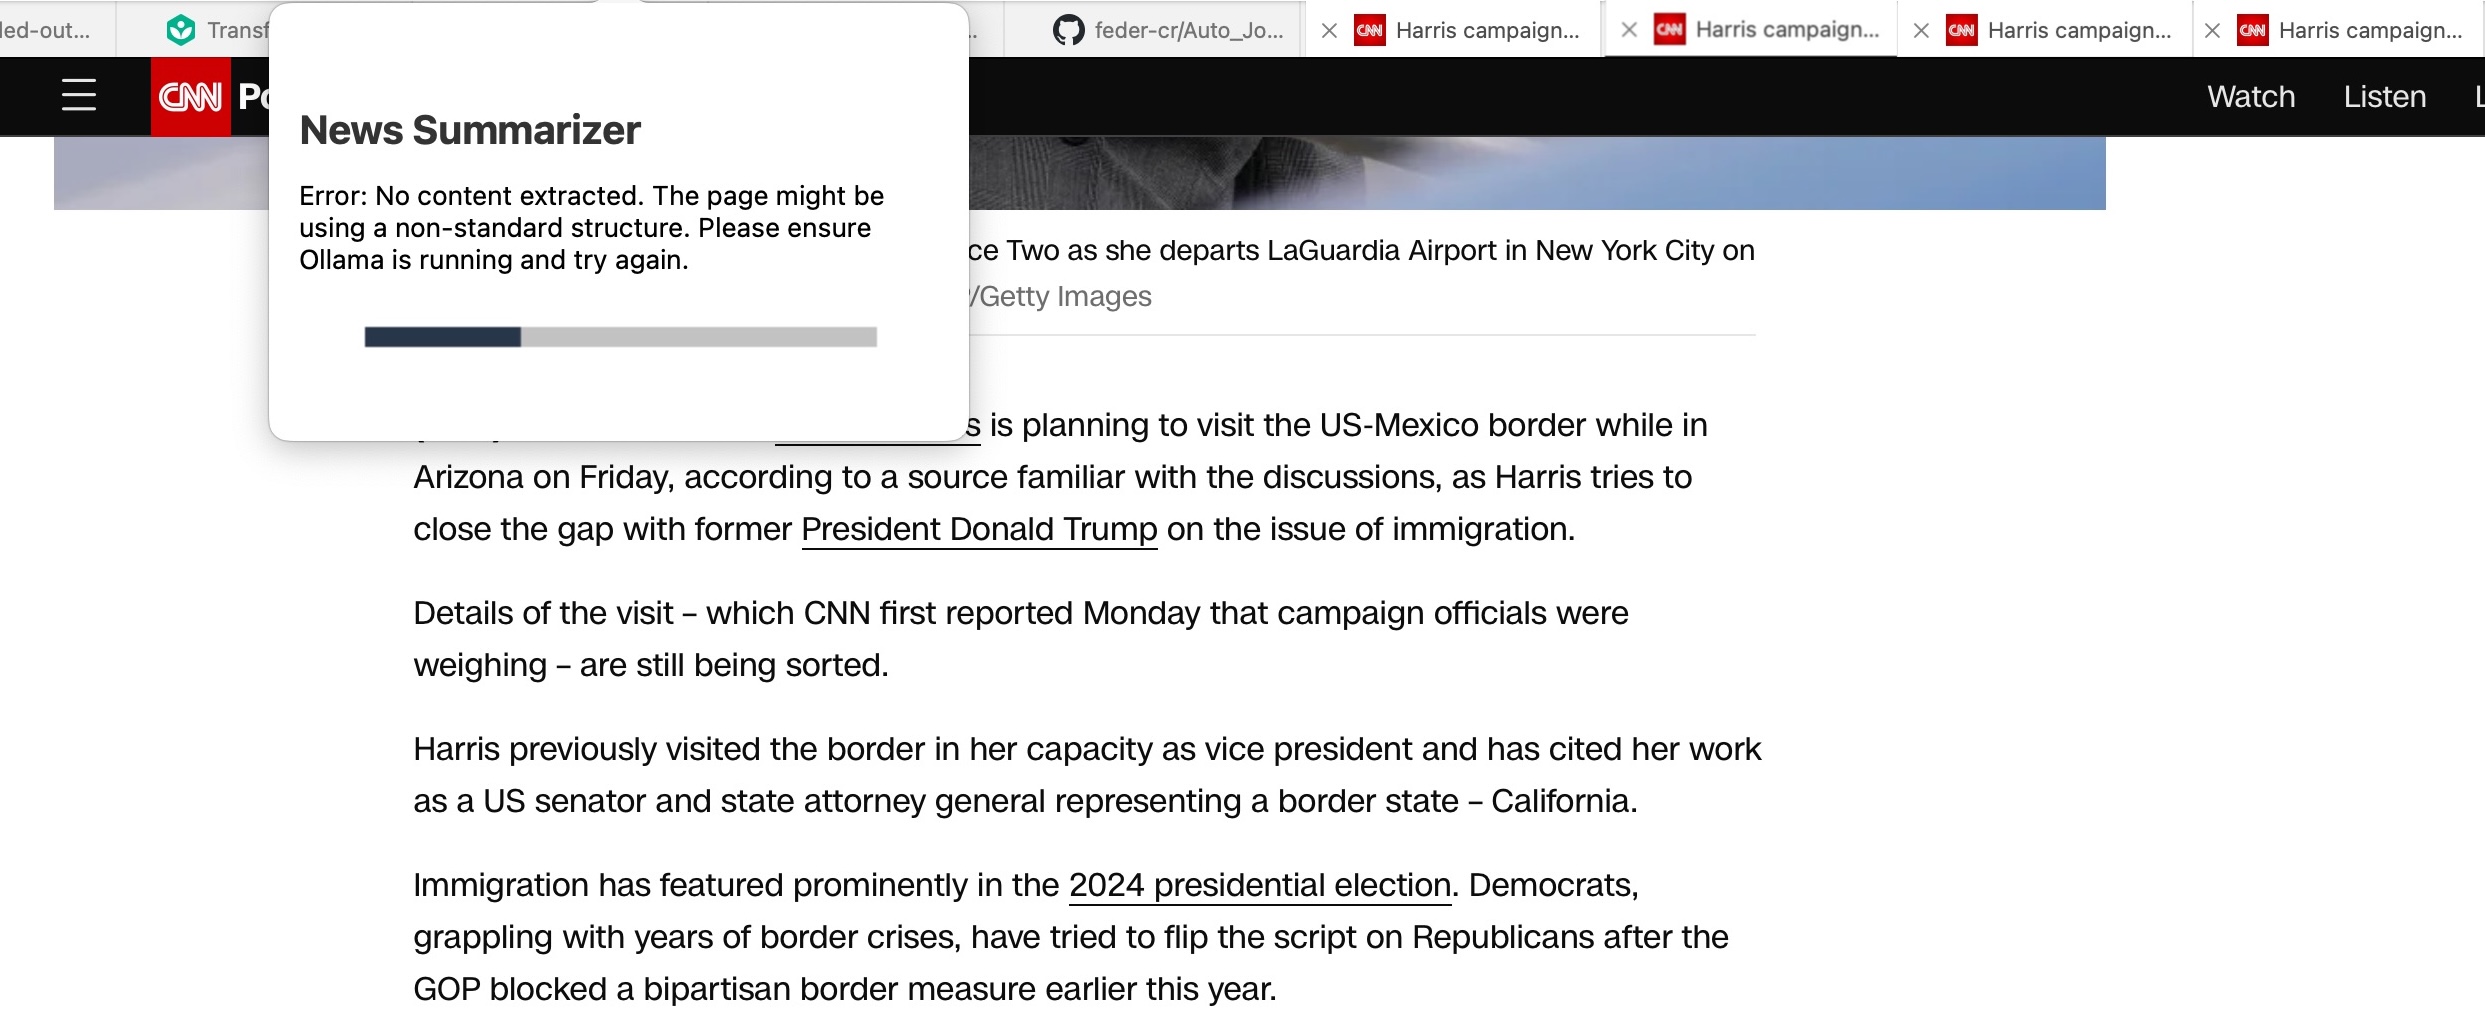 led-out...
Transf
..
feder-cr/Auto_Jo...
CNN Harris campaign...
CNN Harris campaign...
CNN Harris campaign...
CNN Harris campaign...
CNN
Watch
Listen
News Summarizer
Error: No content extracted. The page might be
using a non-standard structure. Please ensure
Ollama is running and try again.
ce Two as she departs LaGuardia Airport in New York City on
/Getty Images
s is planning to visit the US-Mexico border while in
Arizona on Friday, according to a source familiar with the discussions, as Harris tries to
close the gap with former President Donald Trump on the issue of immigration.
Details of the visit – which CNN first reported Monday that campaign officials were
weighing – are still being sorted.
Harris previously visited the border in her capacity as vice president and has cited her work
as a US senator and state attorney general representing a border state – California.
Immigration has featured prominently in the 2024 presidential election. Democrats,
grappling with years of border crises, have tried to flip the script on Republicans after the
GOP blocked a bipartisan border measure earlier this year.